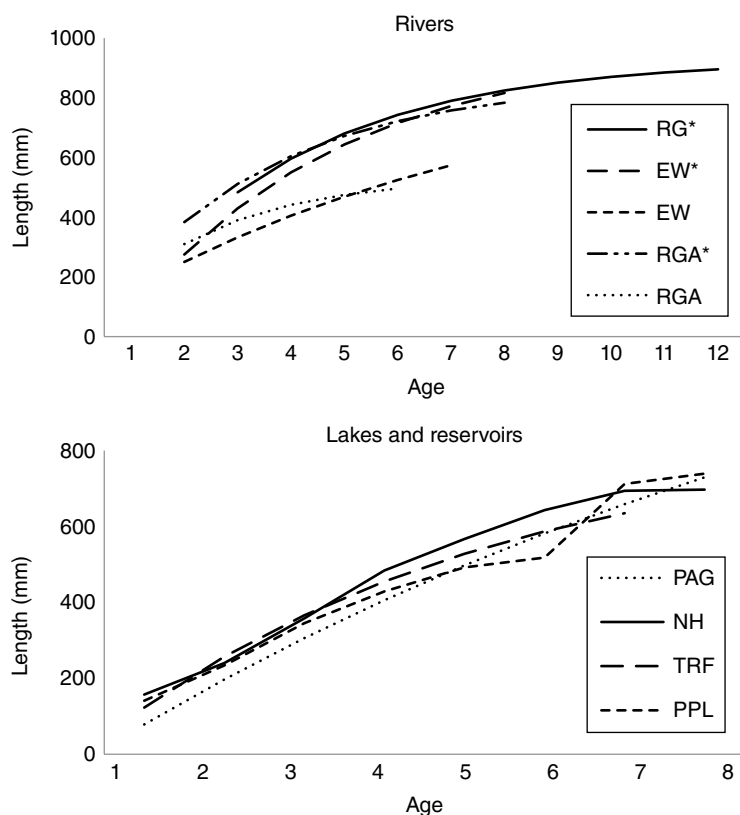 Rivers
1000
800
600
400
200
0
Length (mm)
RG*
EW*
EW
RGA*
RGA
1 2 3 4 5 6 7 8 9 10 11 12
Age
Lakes and reservoirs
800
600
400
200
0
Length (mm)
PAG
NH
TRF
PPL
1 2 3 4 5 6 7 8
Age